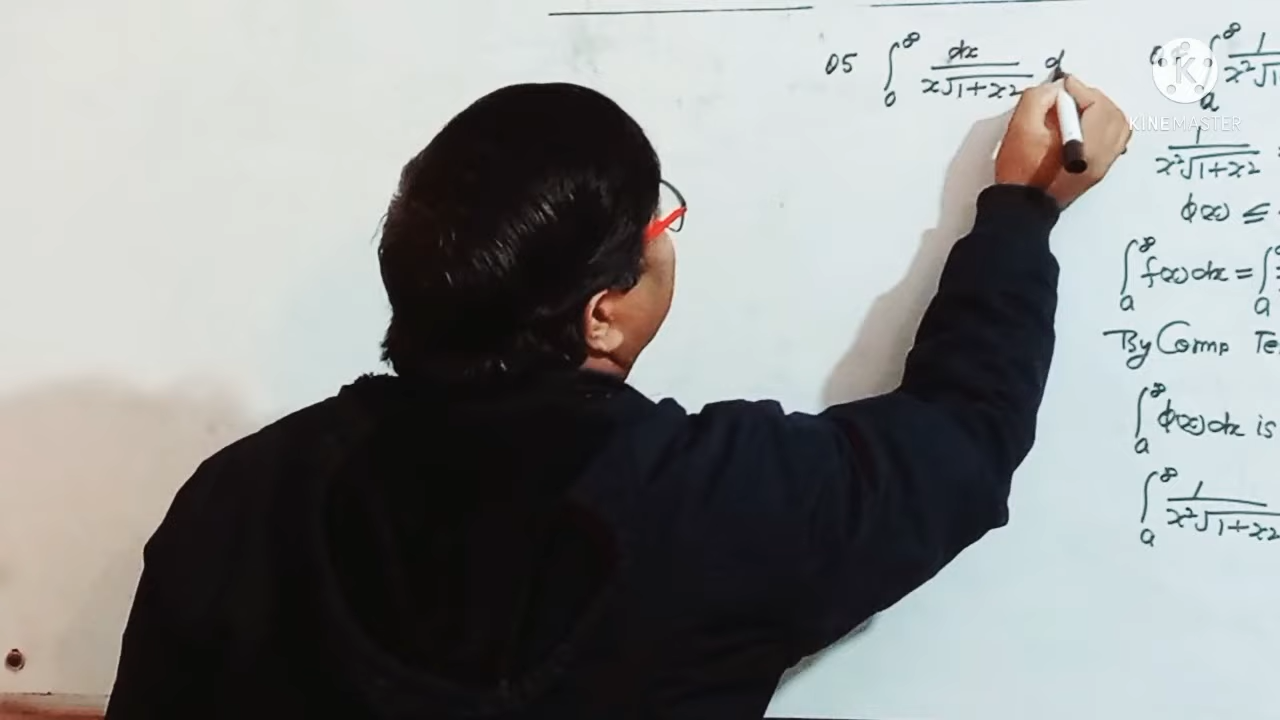 05 ∫₀^∞ dx / x√1+x2 d
∫ₐ^∞ 1 / x²√1
1 / x²√1+x2
ϕ(x) ≤
∫ₐ^∞ f(x)dx = ∫ₐ
By Comp Te
∫ₐ^∞ ϕ(x)dx is
∫ₐ^∞ 1 / x²√1+x2
KINEMASTER